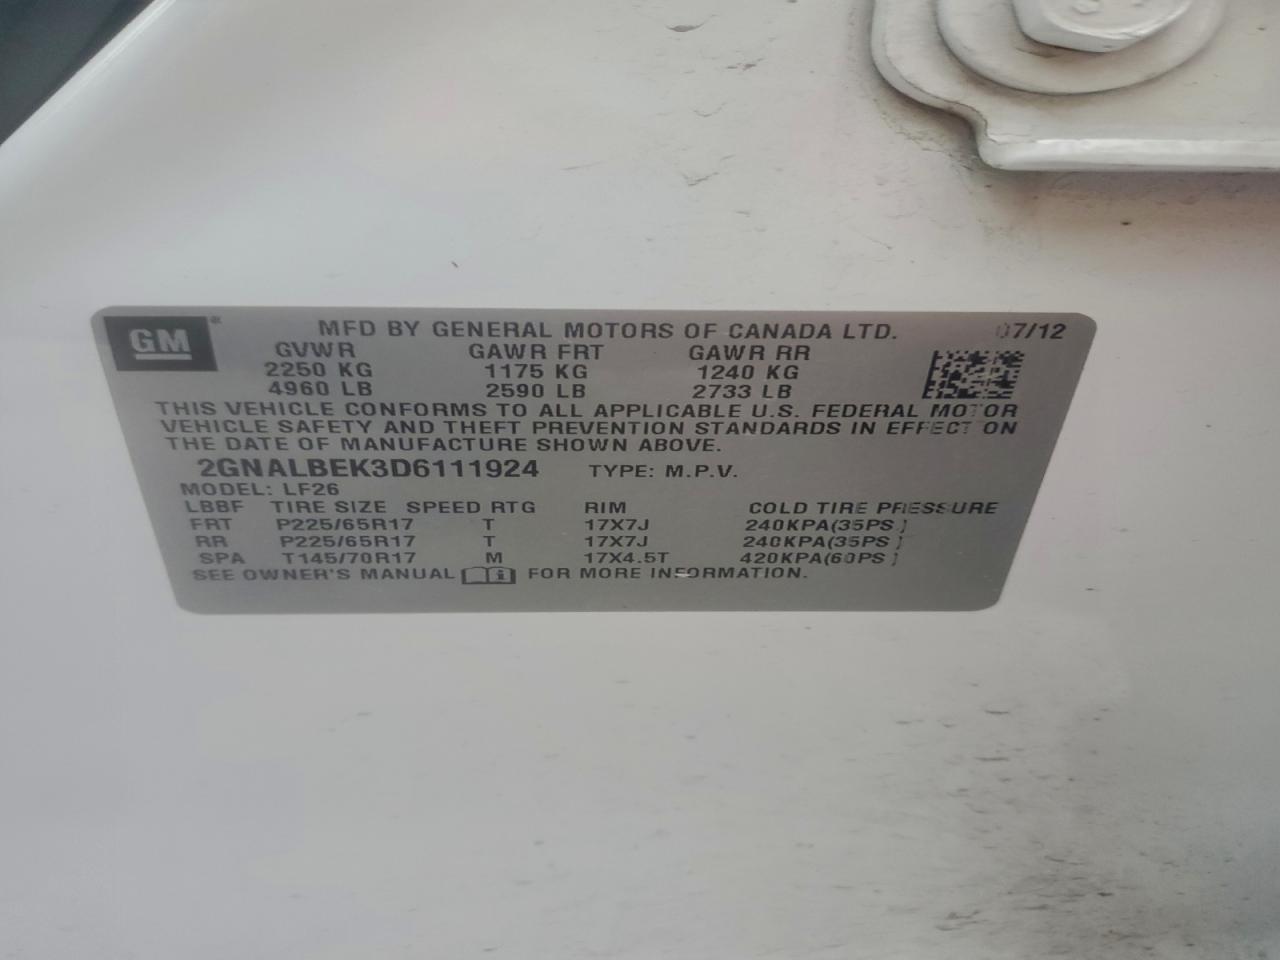 GM® MFD BY GENERAL MOTORS OF CANADA LTD. 07/12
GVWR GAWR FRT GAWR RR
2250 KG 1175 KG 1240 KG
4960 LB 2590 LB 2733 LB
THIS VEHICLE CONFORMS TO ALL APPLICABLE U.S. FEDERAL MOTOR
VEHICLE SAFETY AND THEFT PREVENTION STANDARDS IN EFFECT ON
THE DATE OF MANUFACTURE SHOWN ABOVE.
2GNALBEK3D6111924 TYPE: M.P.V.
MODEL: LF26
LBBF TIRE SIZE SPEED RTG RIM COLD TIRE PRESSURE
FRT P225/65R17 T 17X7J 240KPA(35PSI)
RR P225/65R17 T 17X7J 240KPA(35PSI)
SPA T145/70R17 M 17X4.5T 420KPA(60PSI)
SEE OWNER'S MANUAL FOR MORE INFORMATION.